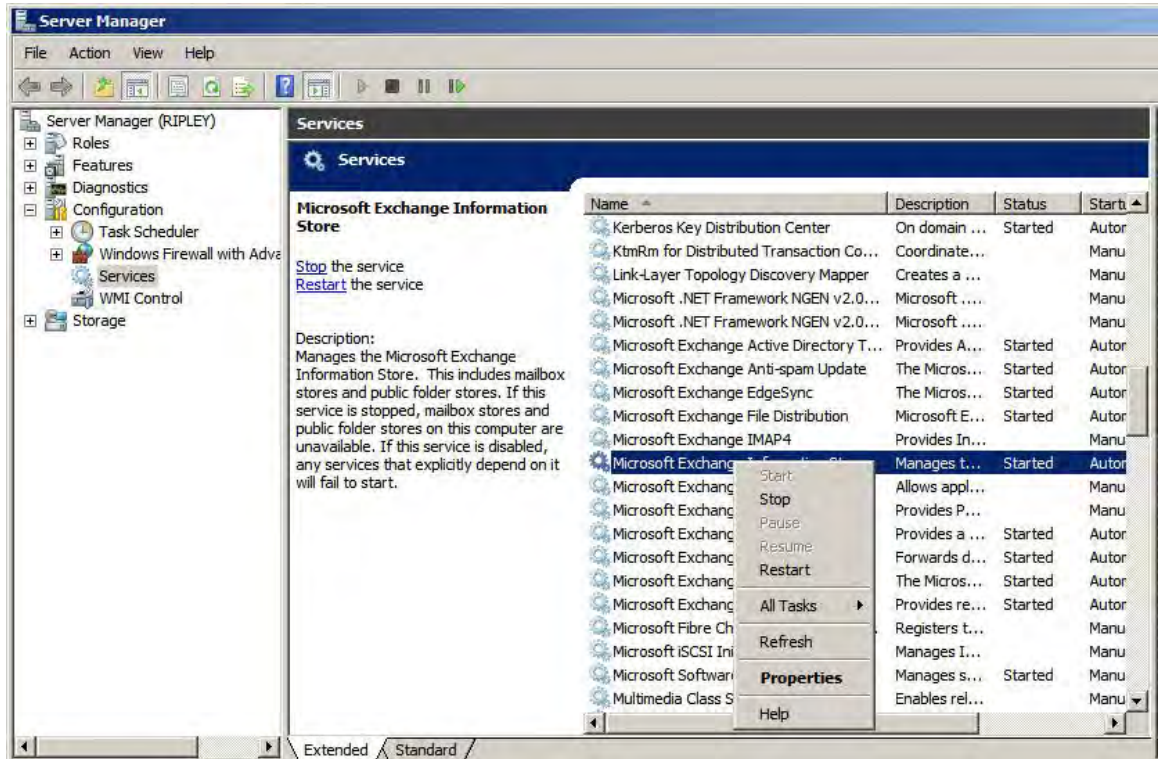 Server Manager
File Action View Help
Server Manager (RIPLEY)
Roles
Features
Diagnostics
Configuration
Task Scheduler
Windows Firewall with Adva
Services
WMI Control
Storage
Services
Services
Microsoft Exchange Information
Store
Stop the service
Restart the service
Description:
Manages the Microsoft Exchange
Information Store. This includes mailbox
stores and public folder stores. If this
service is stopped, mailbox stores and
public folder stores on this computer are
unavailable. If this service is disabled,
any services that explicitly depend on it
will fail to start.
Name Description Status Startu
Kerberos Key Distribution Center On domain ... Started Autor
KtmRm for Distributed Transaction Co... Coordinate... Manu
Link-Layer Topology Discovery Mapper Creates a ... Manu
Microsoft .NET Framework NGEN v2.0... Microsoft .... Manu
Microsoft .NET Framework NGEN v2.0... Microsoft .... Manu
Microsoft Exchange Active Directory T... Provides A... Started Autor
Microsoft Exchange Anti-spam Update The Micros... Started Autor
Microsoft Exchange EdgeSync The Micros... Started Autor
Microsoft Exchange File Distribution Microsoft E... Started Autor
Microsoft Exchange IMAP4 Provides In... Manu
Microsoft Exchange Manages t... Started Autor
Microsoft Exchang Allows appl... Manu
Microsoft Exchang Provides P... Manu
Microsoft Exchang Provides a ... Started Autor
Microsoft Exchang Forwards d... Started Autor
Microsoft Exchang The Micros... Started Autor
Microsoft Exchang Provides re... Started Autor
Microsoft Fibre Ch Registers t... Manu
Microsoft iSCSI Ini Manages I... Manu
Microsoft Softwar Manages s... Started Manu
Multimedia Class S Enables rel... Manu
Start
Stop
Pause
Resume
Restart
All Tasks
Refresh
Properties
Help
Extended Standard